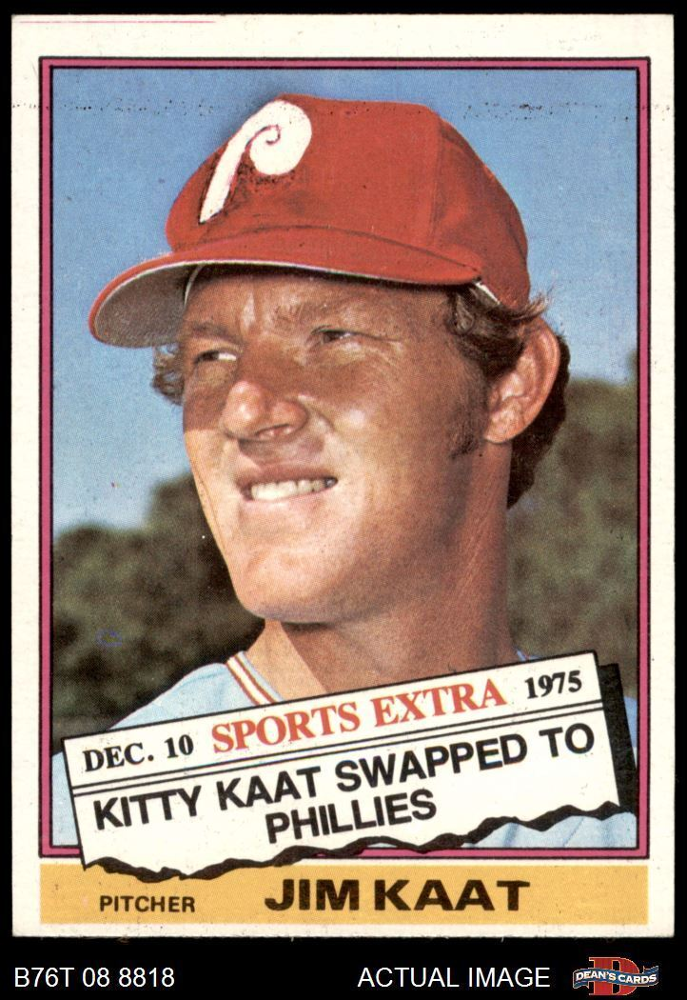 P
DEC. 10 SPORTS EXTRA 1975
KITTY KAAT SWAPPED TO
PHILLIES
PITCHER JIM KAAT
B76T 08 8818 ACTUAL IMAGE D DEAN'S CARDS